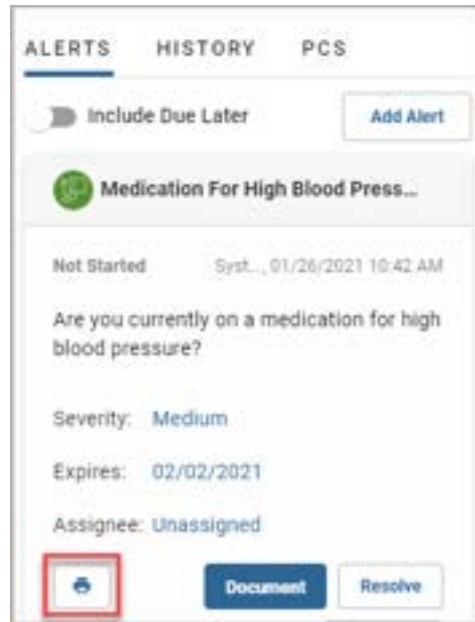 ALERTS HISTORY PCS
Include Due Later Add Alert
Medication For High Blood Press...
Not Started Syst..., 01/26/2021 10:42 AM
Are you currently on a medication for high
blood pressure?
Severity: Medium
Expires: 02/02/2021
Assignee: Unassigned
Document Resolve